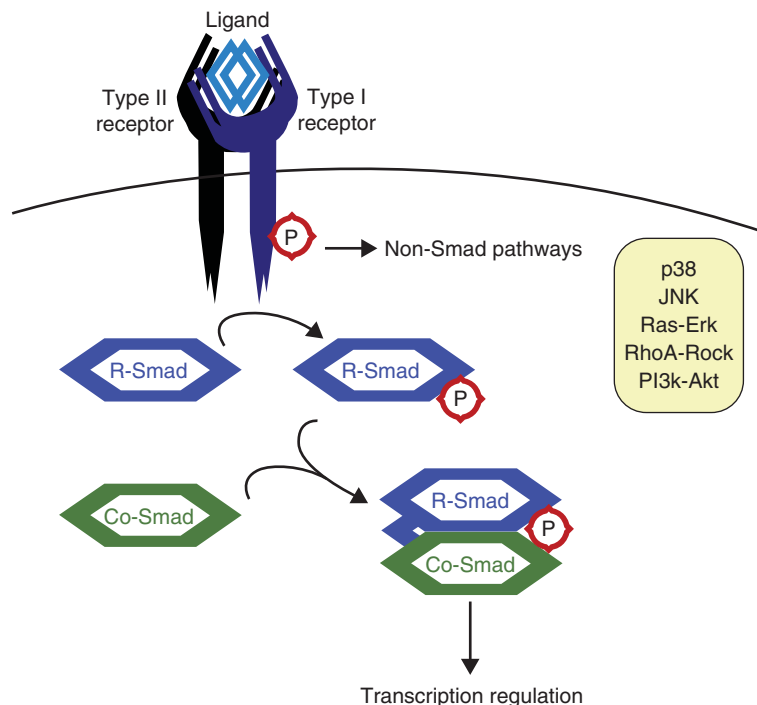 Ligand
Type II
receptor
Type I
receptor
P
Non-Smad pathways
p38
JNK
Ras-Erk
RhoA-Rock
PI3k-Akt
R-Smad
R-Smad
P
Co-Smad
R-Smad
P
Co-Smad
Transcription regulation